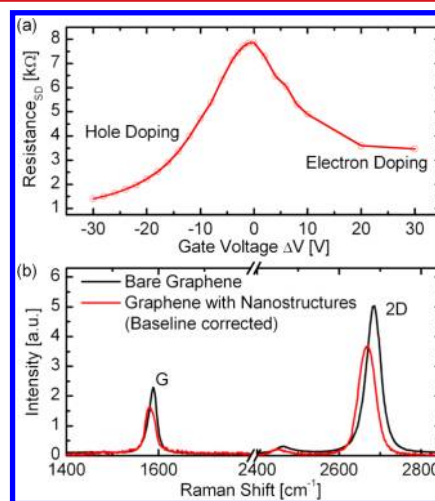 (a)
8
7
6
5
4
3
2
1
Resistance_SD [kΩ]
Hole Doping
Electron Doping
-30 -20 -10 0 10 20 30
Gate Voltage ΔV [V]
(b)
6
5
4
3
2
1
0
Intensity [a.u.]
Bare Graphene
Graphene with Nanostructures
(Baseline corrected)
2D
G
1400 1600 2400 2600 2800
Raman Shift [cm⁻¹]